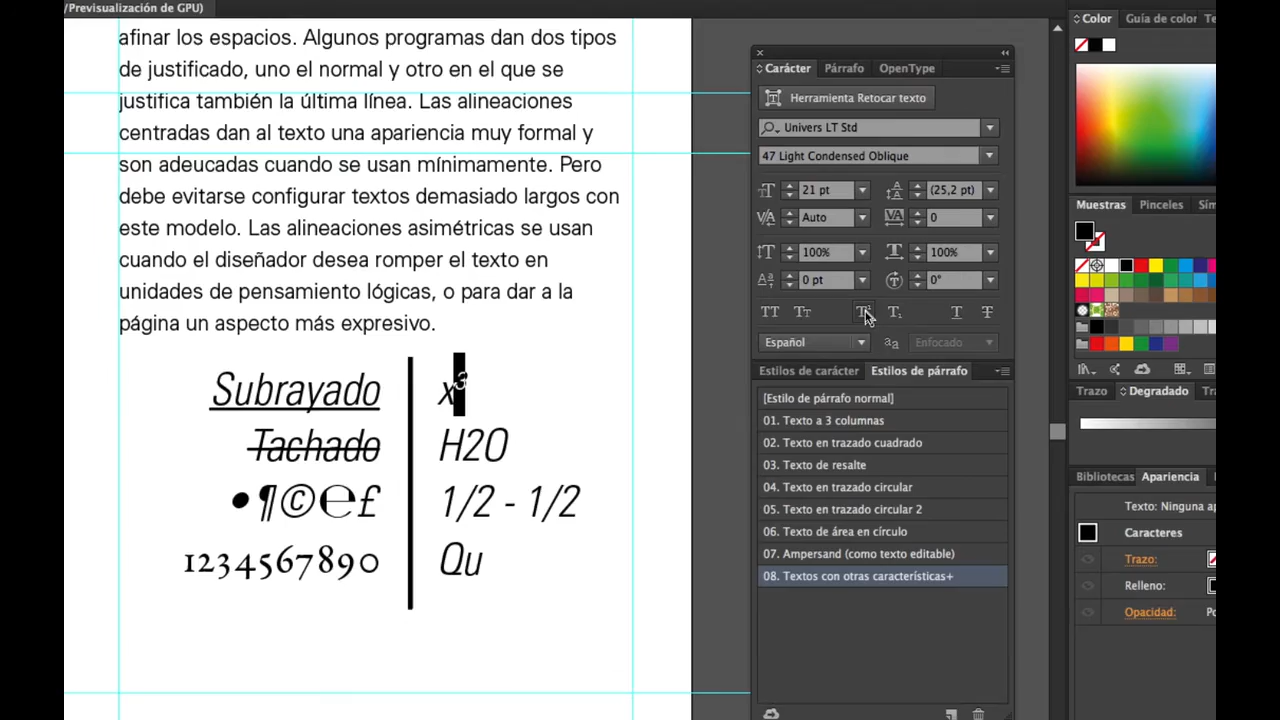 /Previsualización de GPU)
afinar los espacios. Algunos programas dan dos tipos
de justificado, uno el normal y otro en el que se
justifica también la última línea. Las alineaciones
centradas dan al texto una apariencia muy formal y
son adeucadas cuando se usan mínimamente. Pero
debe evitarse configurar textos demasiado largos con
este modelo. Las alineaciones asimétricas se usan
cuando el diseñador desea romper el texto en
unidades de pensamiento lógicas, o para dar a la
página un aspecto más expresivo.
Subrayado
Tachado
•¶©℮£
1234567890
x³
H2O
1/2 - 1/2
Qu
Carácter Párrafo OpenType
Herramienta Retocar texto
Univers LT Std
47 Light Condensed Oblique
21 pt (25,2 pt)
Auto 0
100% 100%
0 pt 0°
Español Enfocado
Estilos de carácter Estilos de párrafo
[Estilo de párrafo normal]
01. Texto a 3 columnas
02. Texto en trazado cuadrado
03. Texto de resalte
04. Texto en trazado circular
05. Texto en trazado circular 2
06. Texto de área en círculo
07. Ampersand (como texto editable)
08. Textos con otras características+
Color Guía de color Te
Muestras Pinceles Sím
Trazo Degradado Tra
Bibliotecas Apariencia
Texto: Ninguna ap
Caracteres
Trazo:
Relleno:
Opacidad: Po